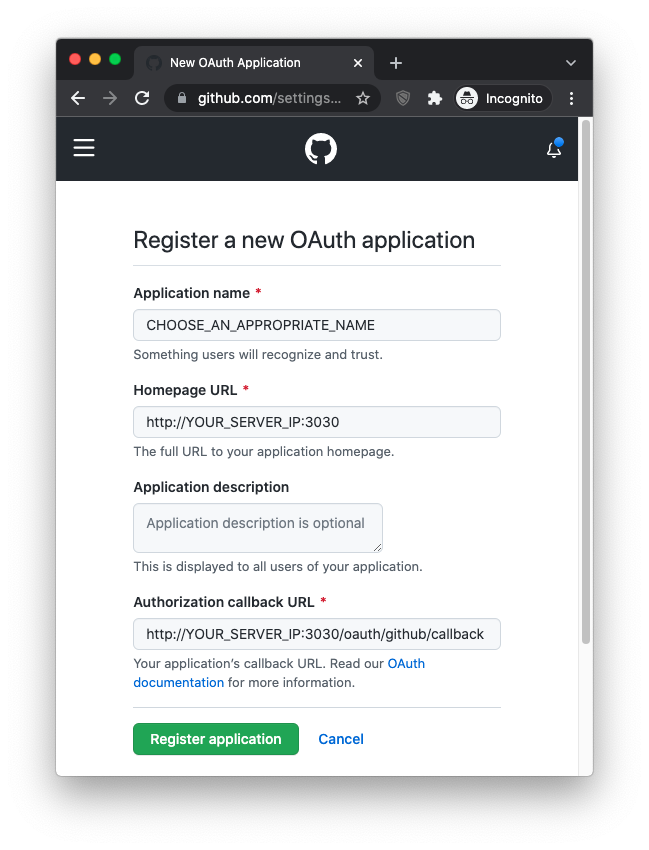 New OAuth Application
github.com/settings...
Incognito
Register a new OAuth application
Application name *
CHOOSE_AN_APPROPRIATE_NAME
Something users will recognize and trust.
Homepage URL *
http://YOUR_SERVER_IP:3030
The full URL to your application homepage.
Application description
Application description is optional
This is displayed to all users of your application.
Authorization callback URL *
http://YOUR_SERVER_IP:3030/oauth/github/callback
Your application’s callback URL. Read our OAuth
documentation for more information.
Register application Cancel